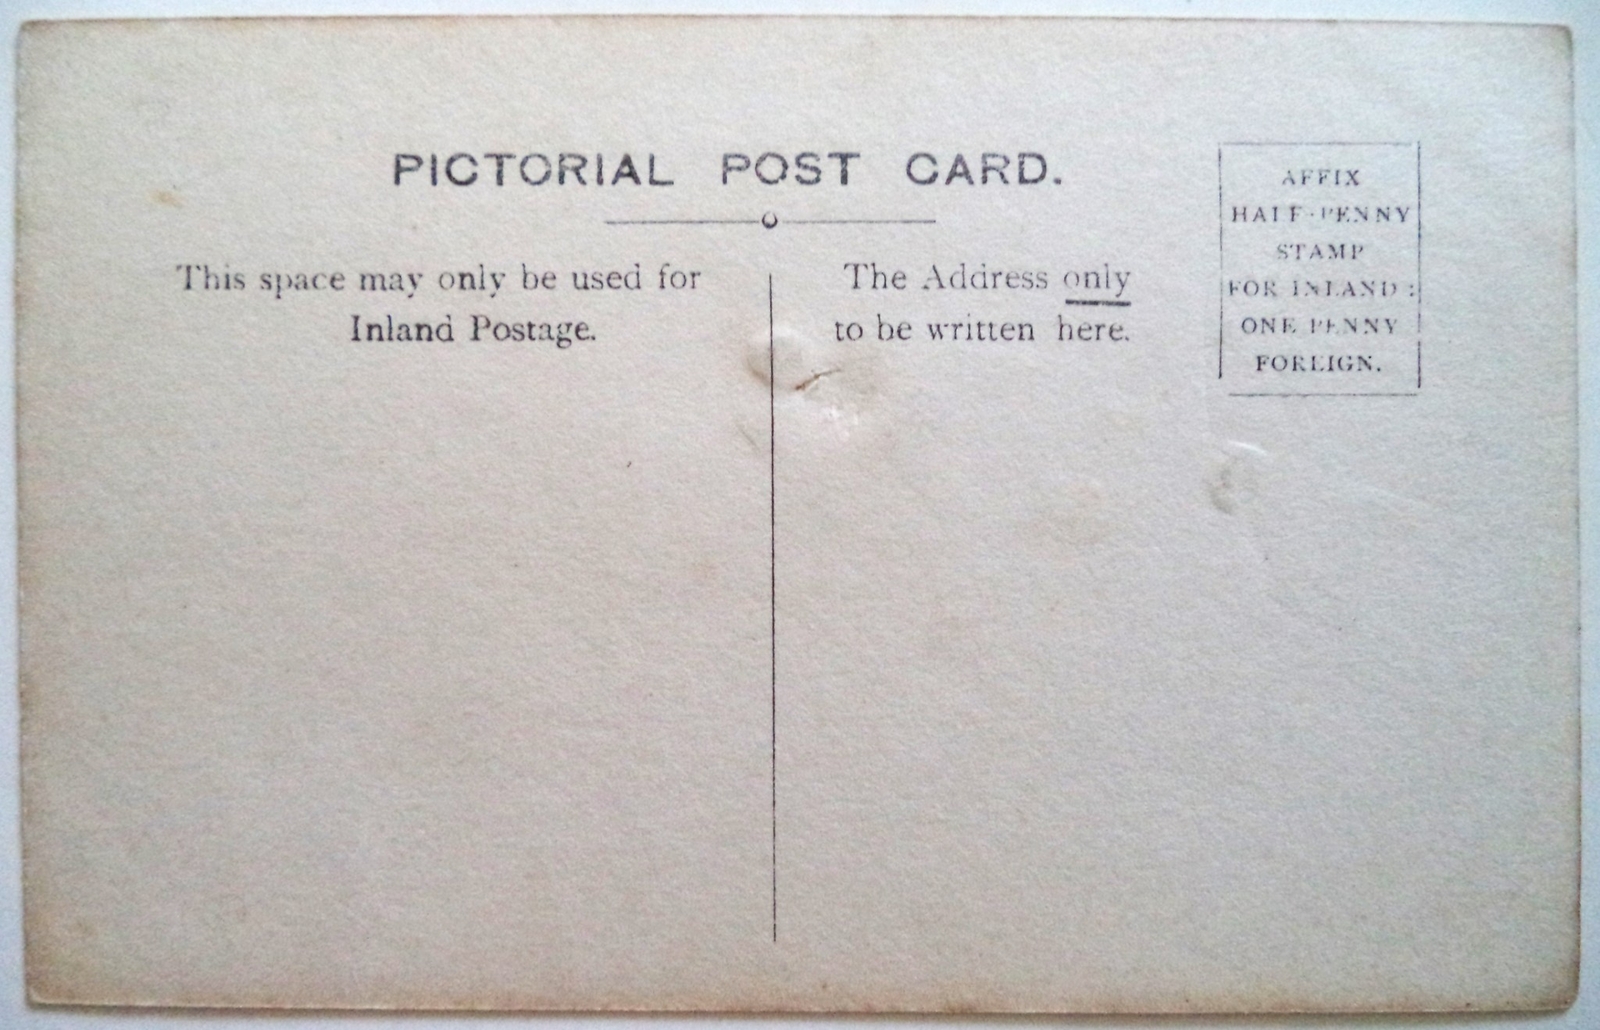 PICTORIAL POST CARD.
This space may only be used for
Inland Postage.
The Address only
to be written here.
AFFIX
HALF-PENNY
STAMP
FOR INLAND :
ONE PENNY
FOREIGN.